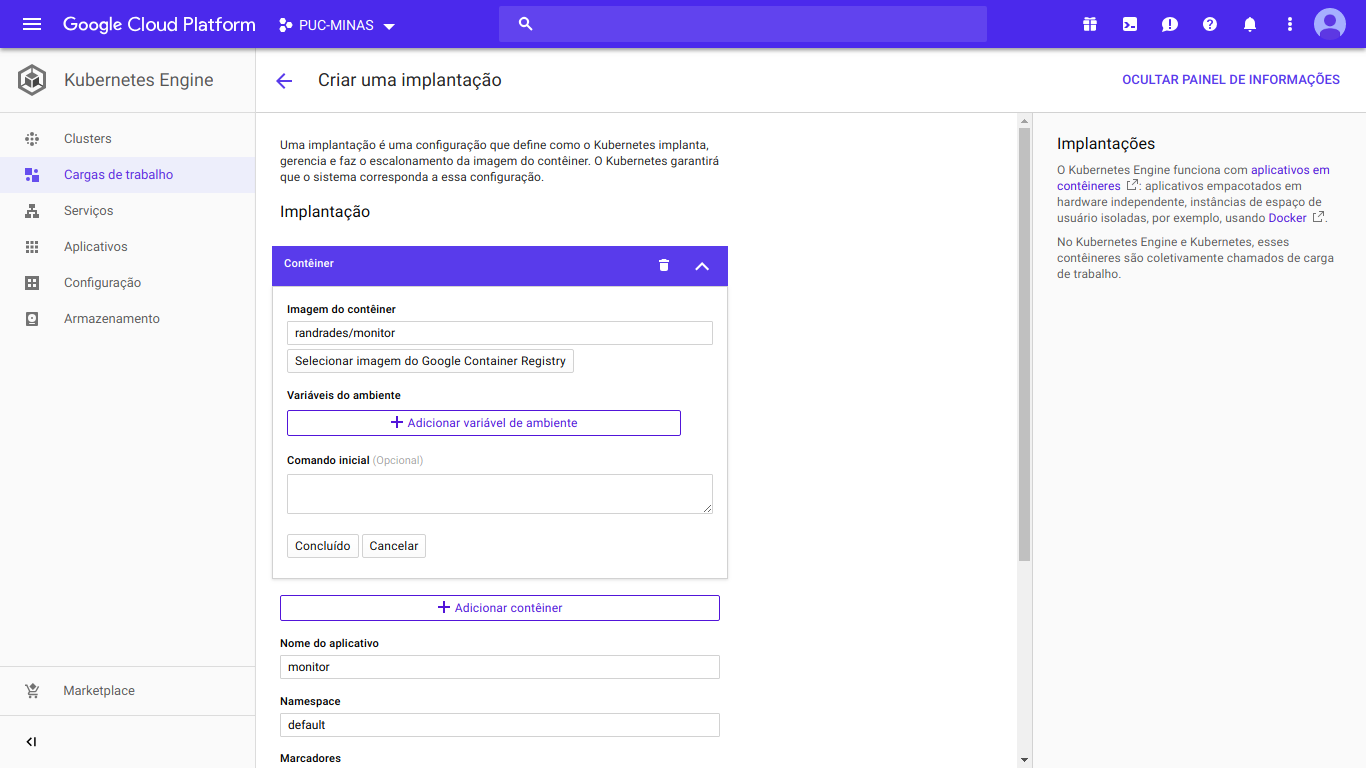 Google Cloud Platform
PUC-MINAS
Kubernetes Engine
Criar uma implantação
OCULTAR PAINEL DE INFORMAÇÕES
Clusters
Cargas de trabalho
Serviços
Aplicativos
Configuração
Armazenamento
Marketplace
Uma implantação é uma configuração que define como o Kubernetes implanta,
gerencia e faz o escalonamento da imagem do contêiner. O Kubernetes garantirá
que o sistema corresponda a essa configuração.
Implantação
Contêiner
Imagem do contêiner
randrades/monitor
Selecionar imagem do Google Container Registry
Variáveis do ambiente
Adicionar variável de ambiente
Comando inicial (Opcional)
Concluído Cancelar
Adicionar contêiner
Nome do aplicativo
monitor
Namespace
default
Marcadores
Implantações
O Kubernetes Engine funciona com aplicativos em
contêineres : aplicativos empacotados em
hardware independente, instâncias de espaço de
usuário isoladas, por exemplo, usando Docker .
No Kubernetes Engine e Kubernetes, esses
contêineres são coletivamente chamados de carga
de trabalho.